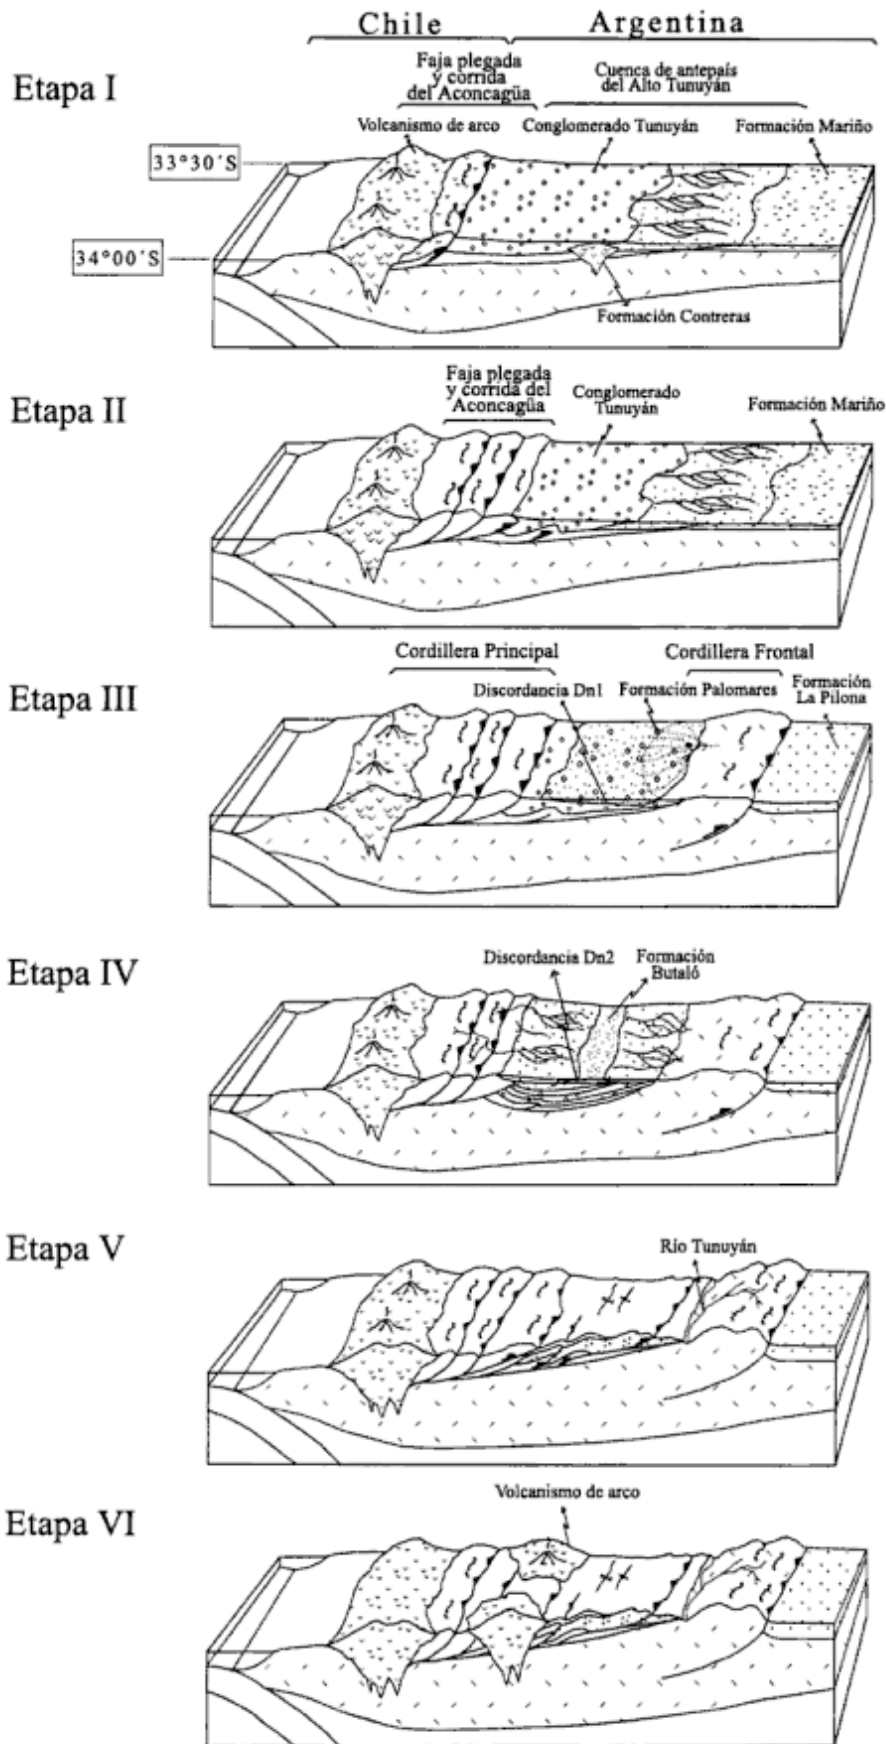 Chile Argentina
Etapa I
Faja plegada
y corrida
del Aconcagüa
Cuenca de antepaís
del Alto Tunuyán
Volcanismo de arco
Conglomerado Tunuyán
Formación Mariño
33°30´S
34°00´S
Formación Contreras
Etapa II
Faja plegada
y corrida del
Aconcagüa
Conglomerado
Tunuyán
Formación Mariño
Etapa III
Cordillera Principal
Cordillera Frontal
Discordancia Dn1
Formación Palomares
Formación
La Pilona
Etapa IV
Discordancia Dn2
Formación
Butaló
Etapa V
Río Tunuyán
Etapa VI
Volcanismo de arco